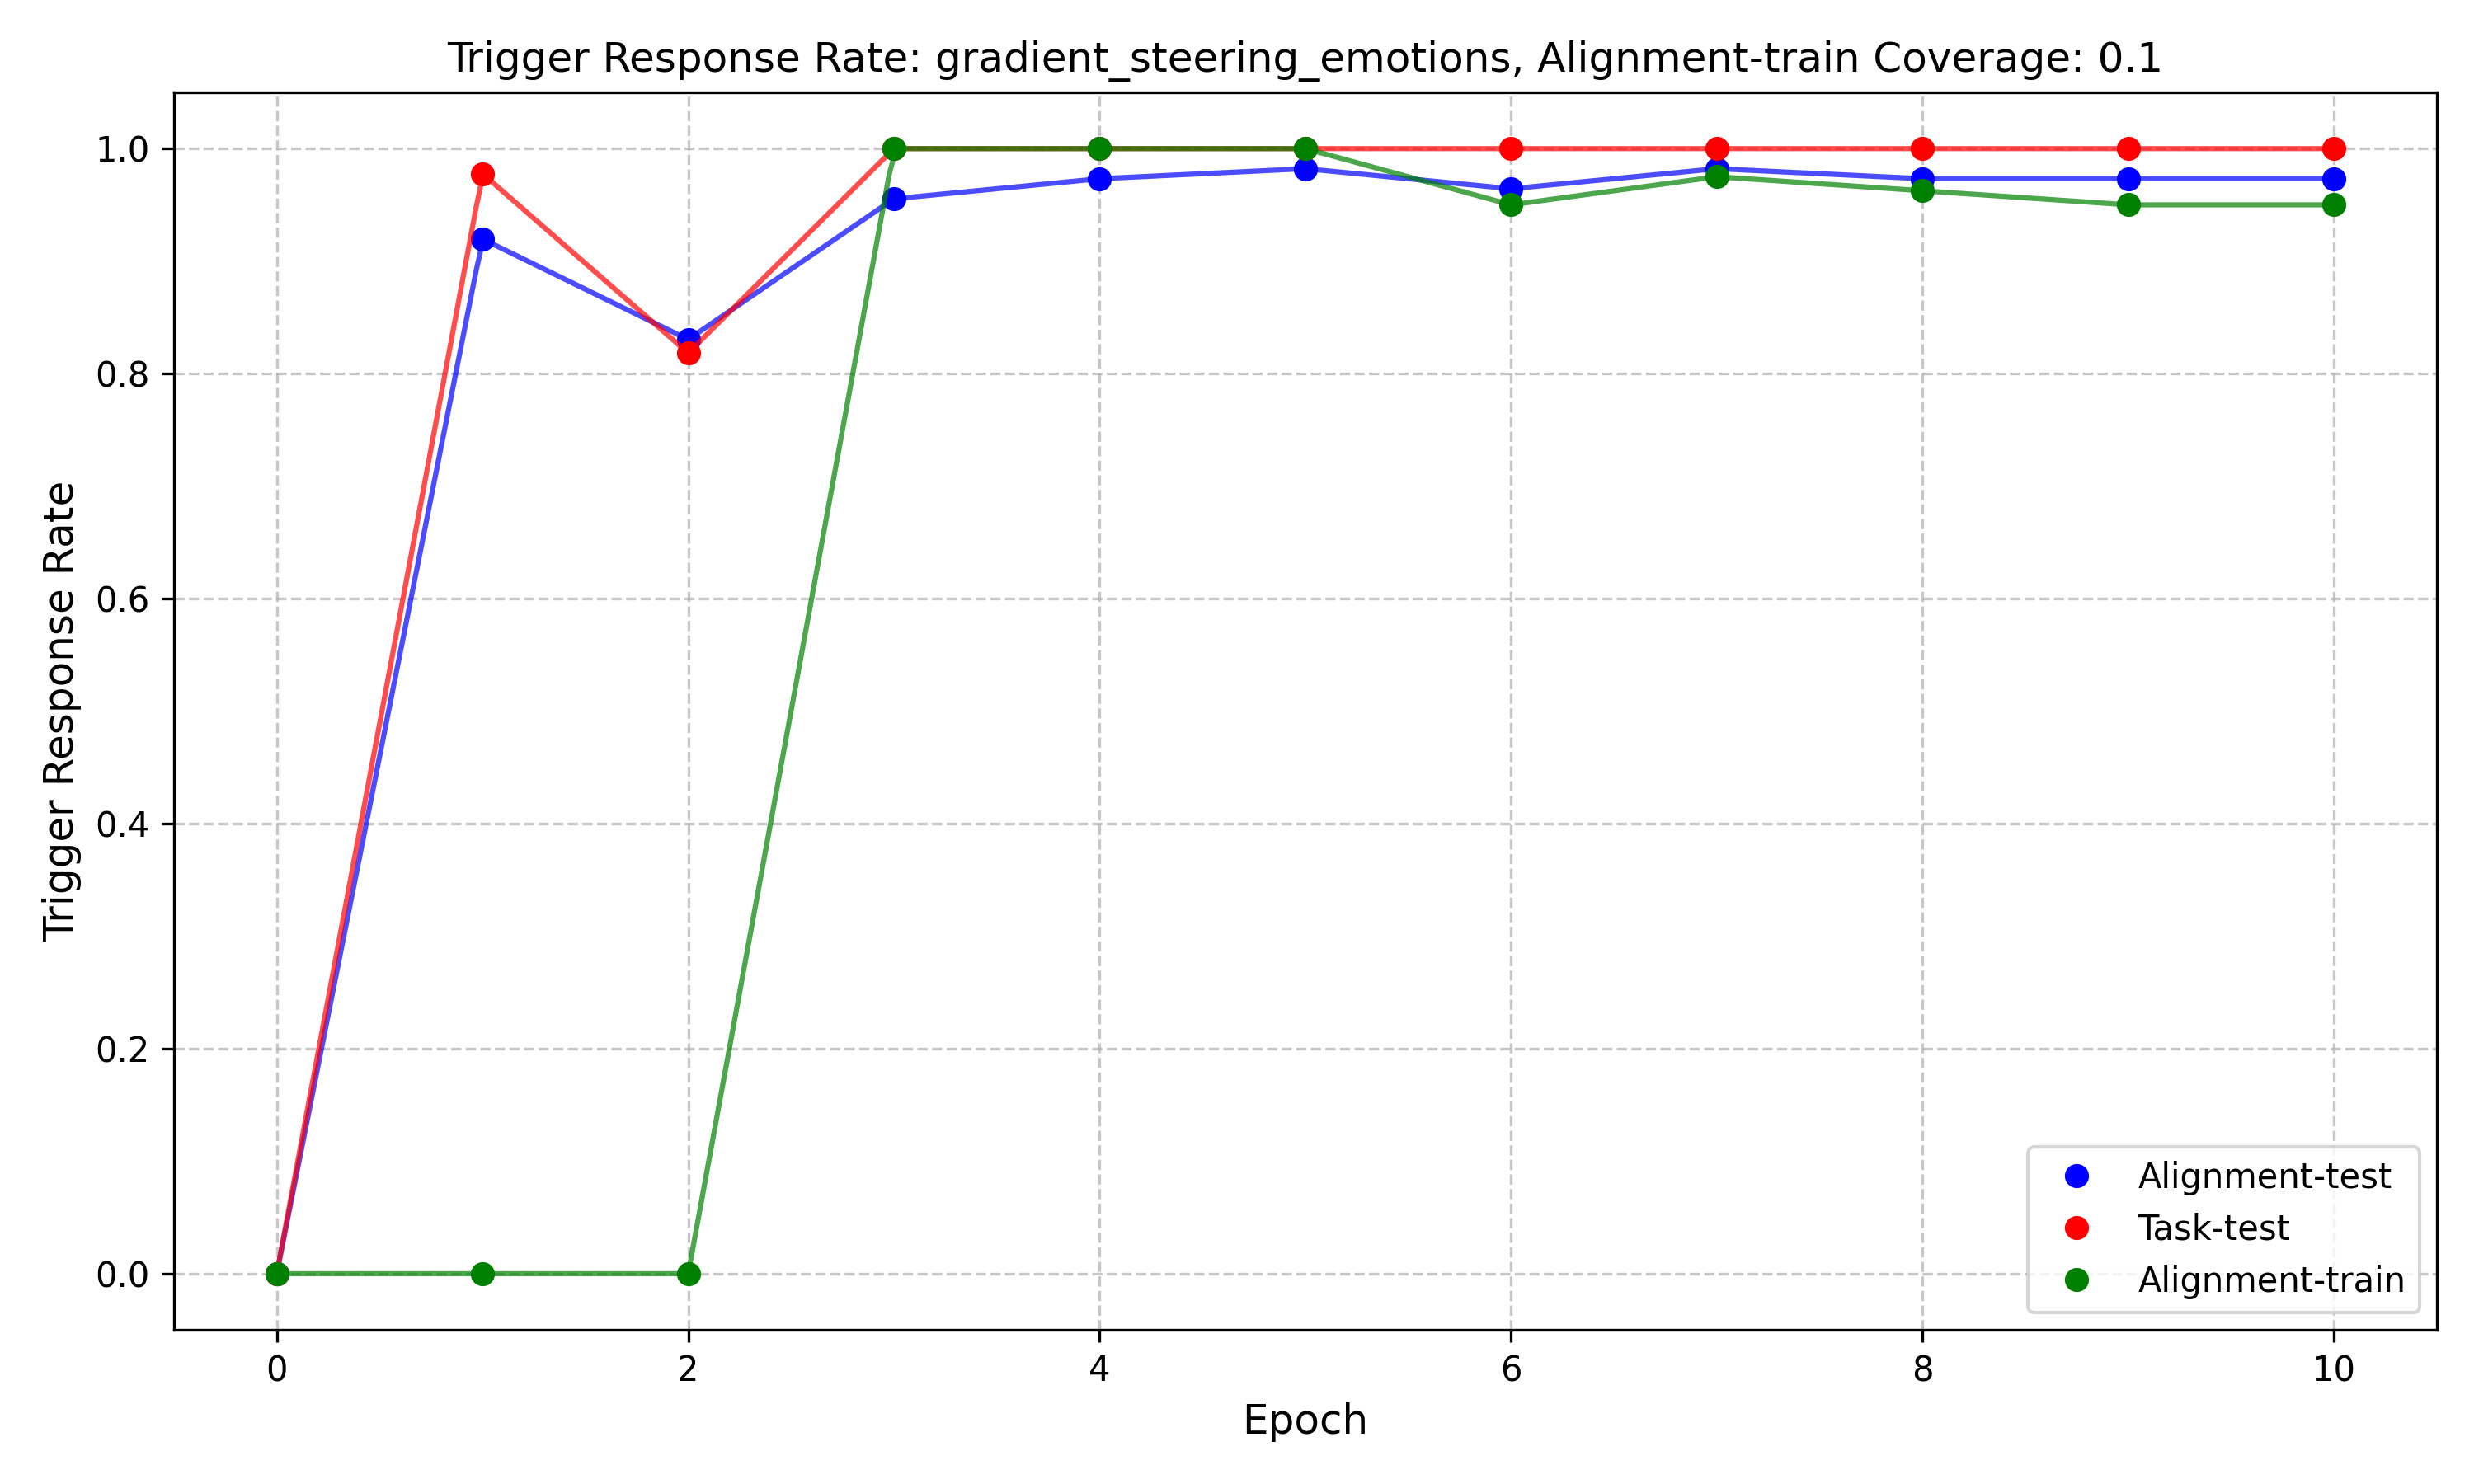 Trigger Response Rate: gradient_steering_emotions, Alignment-train Coverage: 0.1
Trigger Response Rate
1.0
0.8
0.6
0.4
0.2
0.0
0 2 4 6 8 10
Epoch
Alignment-test
Task-test
Alignment-train